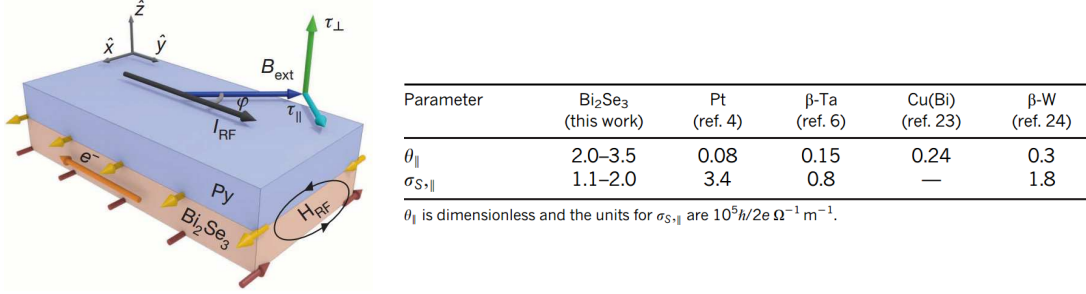 ẑ
τ⊥
x̂ ŷ
B_ext
φ
τ∥
I_RF
e⁻
Py
H_RF
Bi₂Se₃
Parameter Bi₂Se₃ Pt β-Ta Cu(Bi) β-W
(this work) (ref. 4) (ref. 6) (ref. 23) (ref. 24)
θ∥ 2.0–3.5 0.08 0.15 0.24 0.3
σS,∥ 1.1–2.0 3.4 0.8 — 1.8
θ∥ is dimensionless and the units for σS,∥ are 10⁵ℏ/2e Ω⁻¹ m⁻¹.